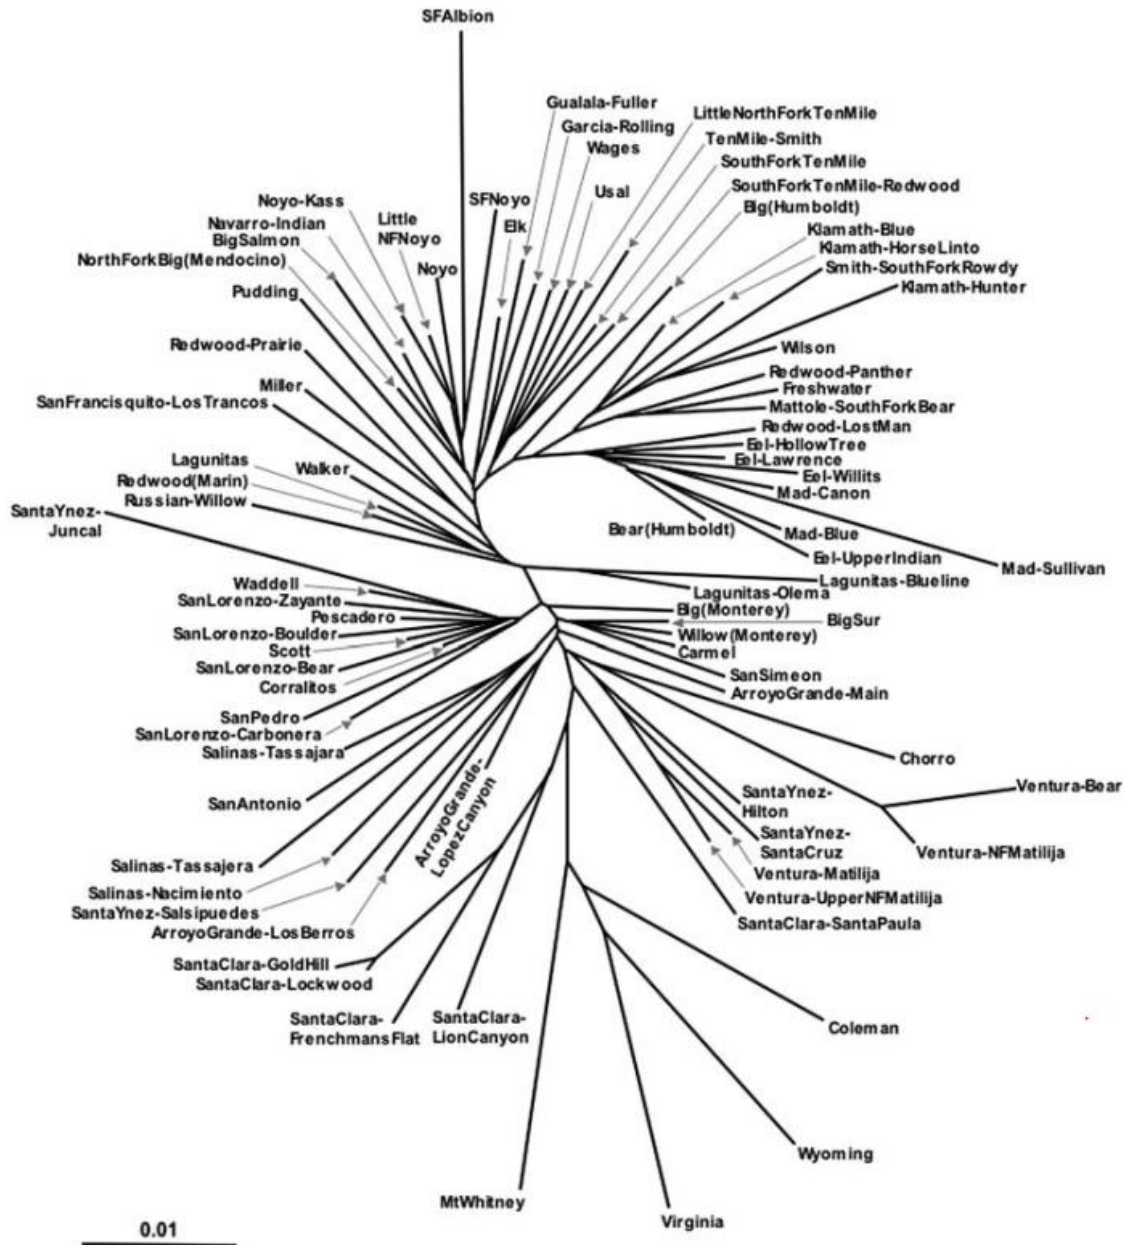 SFAlbion
Gualala-Fuller
Garcia-Rolling
Wages
Usal
LittleNorthForkTenMile
TenMile-Smith
SouthForkTenMile
SouthForkTenMile-Redwood
Big(Humboldt)
Klamath-Blue
Klamath-HorseLinto
Smith-SouthForkRowdy
Klamath-Hunter
SFNoyo
Elk
Noyo-Kass
Navarro-Indian
BigSalmon
NorthForkBig(Mendocino)
Pudding
Little
NFNoyo
Noyo
Redwood-Prairie
Miller
SanFrancisquito-LosTrancos
Lagunitas
Redwood(Marin)
Russian-Willow
Walker
SantaYnez-
Juncal
Wilson
Redwood-Panther
Freshwater
Mattole-SouthForkBear
Redwood-LostMan
Eel-HollowTree
Eel-Lawrence
Eel-Willits
Mad-Canon
Bear(Humboldt)
Mad-Blue
Eel-UpperIndian
Mad-Sullivan
Lagunitas-Blueline
Lagunitas-Olema
Big(Monterey)
BigSur
Willow(Monterey)
Carmel
SanSimeon
ArroyoGrande-Main
Waddell
SanLorenzo-Zayante
Pescadero
SanLorenzo-Boulder
Scott
SanLorenzo-Bear
Corralitos
SanPedro
SanLorenzo-Carbonera
Salinas-Tassajara
SanAntonio
Salinas-Tassajera
Salinas-Nacimiento
SantaYnez-Salsipuedes
ArroyoGrande-LosBerros
ArroyoGrande-
LopezCanyon
Chorro
Ventura-Bear
Ventura-NFMatilija
SantaYnez-
Hilton
SantaYnez-
SantaCruz
Ventura-Matilija
Ventura-UpperNFMatilija
SantaClara-SantaPaula
SantaClara-GoldHill
SantaClara-Lockwood
SantaClara-
FrenchmansFlat
SantaClara-
LionCanyon
Coleman
Wyoming
MtWhitney
Virginia
0.01